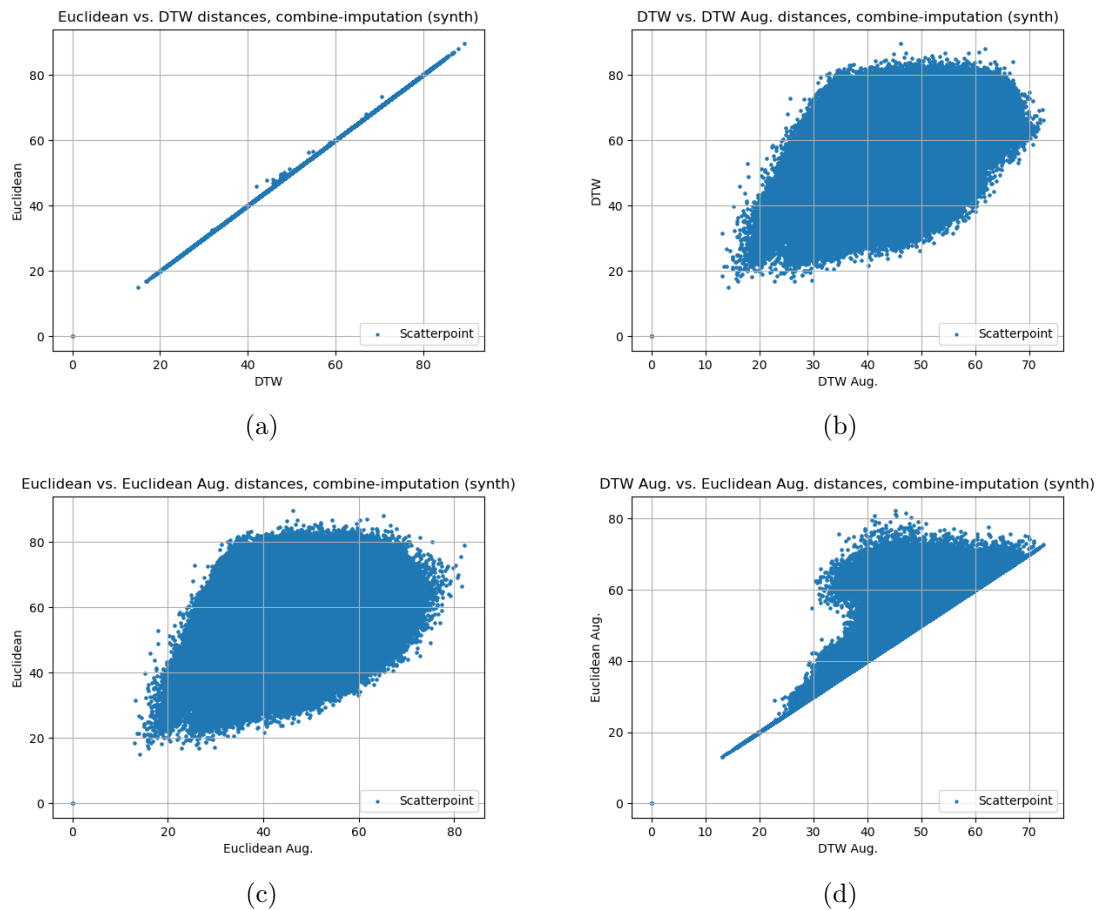 Euclidean vs. DTW distances, combine-imputation (synth)
Euclidean
80
60
40
20
0
Scatterpoint
0 20 40 60 80
DTW
(a)
DTW vs. DTW Aug. distances, combine-imputation (synth)
DTW
80
60
40
20
0
Scatterpoint
0 10 20 30 40 50 60 70
DTW Aug.
(b)
Euclidean vs. Euclidean Aug. distances, combine-imputation (synth)
Euclidean
80
60
40
20
0
Scatterpoint
0 20 40 60 80
Euclidean Aug.
(c)
DTW Aug. vs. Euclidean Aug. distances, combine-imputation (synth)
Euclidean Aug.
80
60
40
20
0
Scatterpoint
0 10 20 30 40 50 60 70
DTW Aug.
(d)